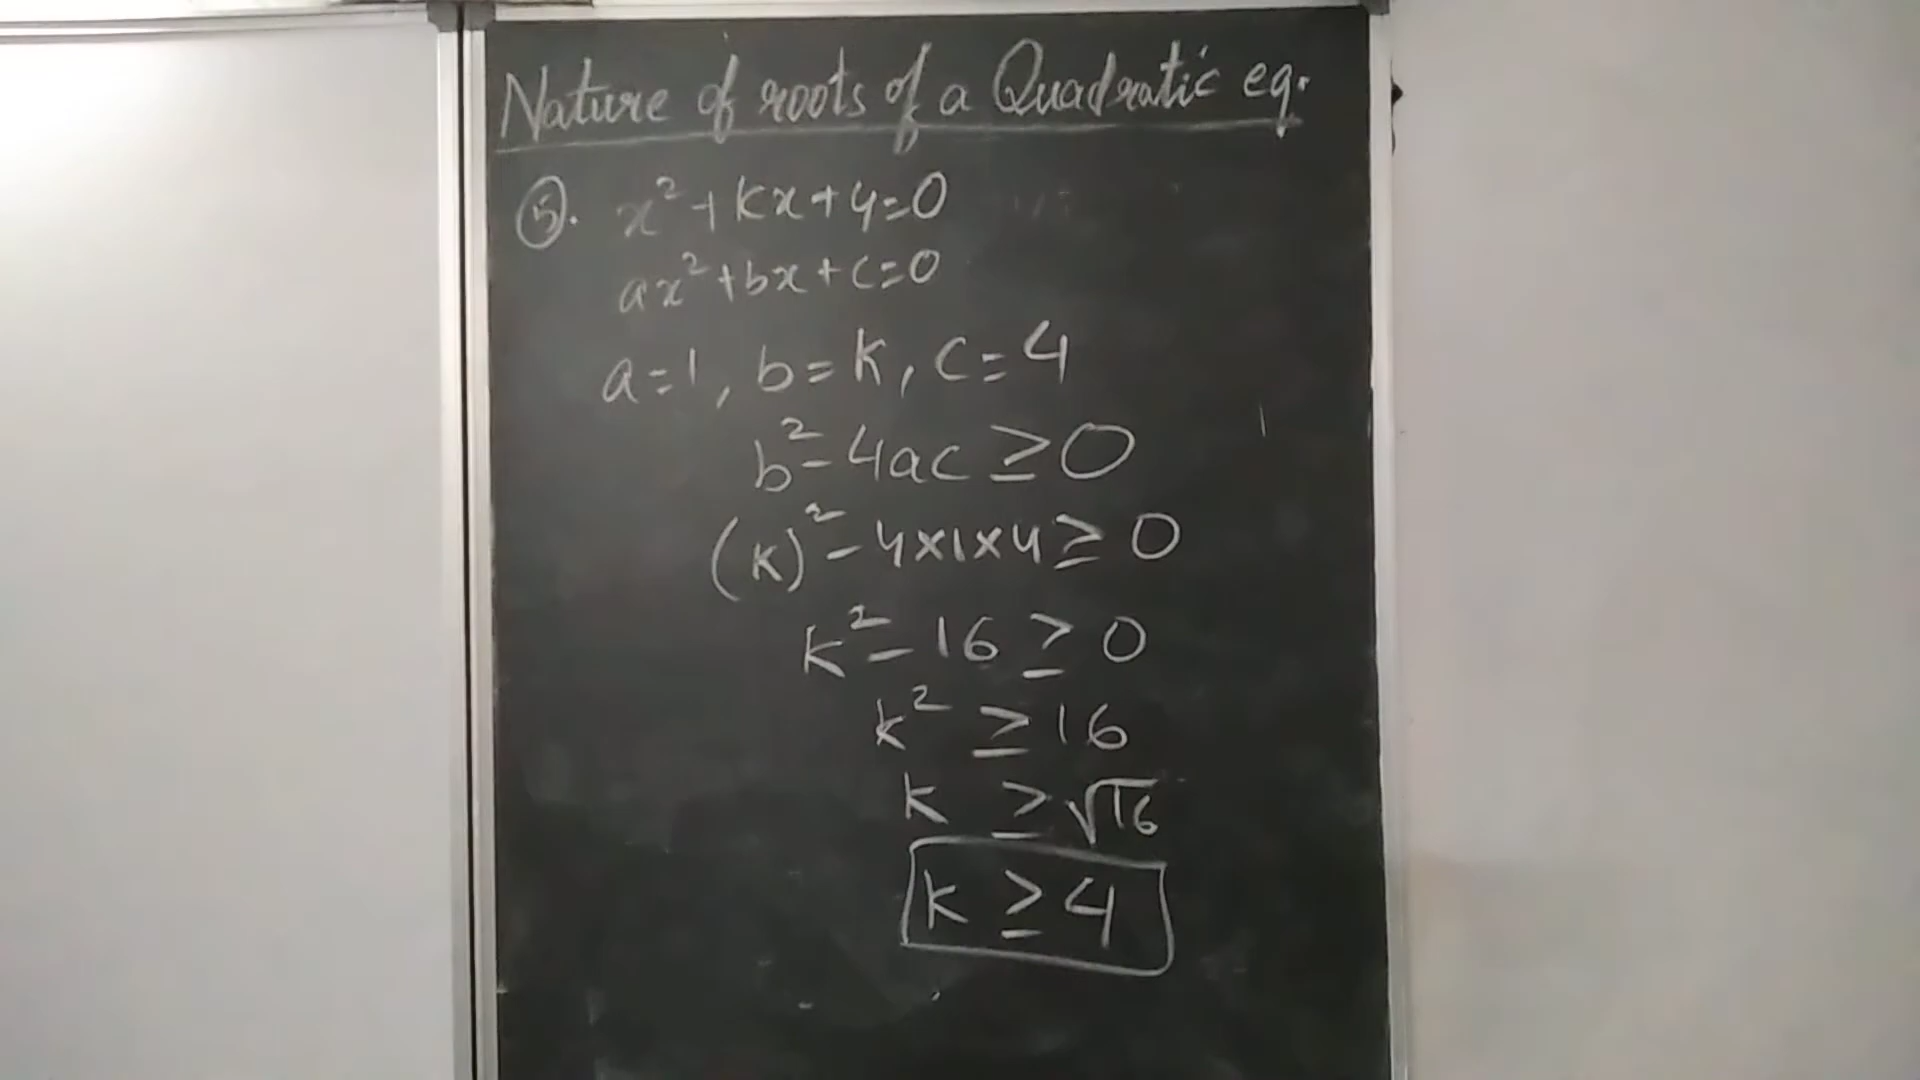 Nature of roots of a Quadratic eq.
⑤. x²+kx+4=0
ax²+bx+c=0
a=1, b=k, c=4
b²-4ac ≥0
(k)²-4×1×4≥0
k²-16≥0
k²≥16
k≥√16
k≥4